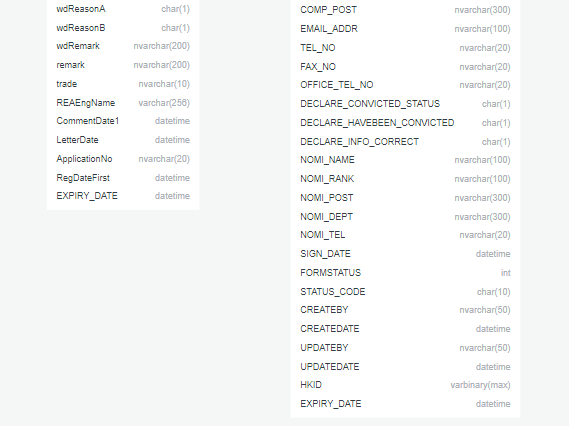 wdReasonA char(1)
wdReasonB char(1)
wdRemark nvarchar(200)
remark nvarchar(200)
trade nvarchar(10)
REAEngName varchar(256)
CommentDate1 datetime
LetterDate datetime
ApplicationNo nvarchar(20)
RegDateFirst datetime
EXPIRY_DATE datetime
COMP_POST nvarchar(300)
EMAIL_ADDR nvarchar(100)
TEL_NO nvarchar(20)
FAX_NO nvarchar(20)
OFFICE_TEL_NO nvarchar(20)
DECLARE_CONVICTED_STATUS char(1)
DECLARE_HAVEBEEN_CONVICTED char(1)
DECLARE_INFO_CORRECT char(1)
NOMI_NAME nvarchar(100)
NOMI_RANK nvarchar(100)
NOMI_POST nvarchar(300)
NOMI_DEPT nvarchar(300)
NOMI_TEL nvarchar(20)
SIGN_DATE datetime
FORMSTATUS int
STATUS_CODE char(10)
CREATEBY nvarchar(50)
CREATEDATE datetime
UPDATEBY nvarchar(50)
UPDATEDATE datetime
HKID varbinary(max)
EXPIRY_DATE datetime